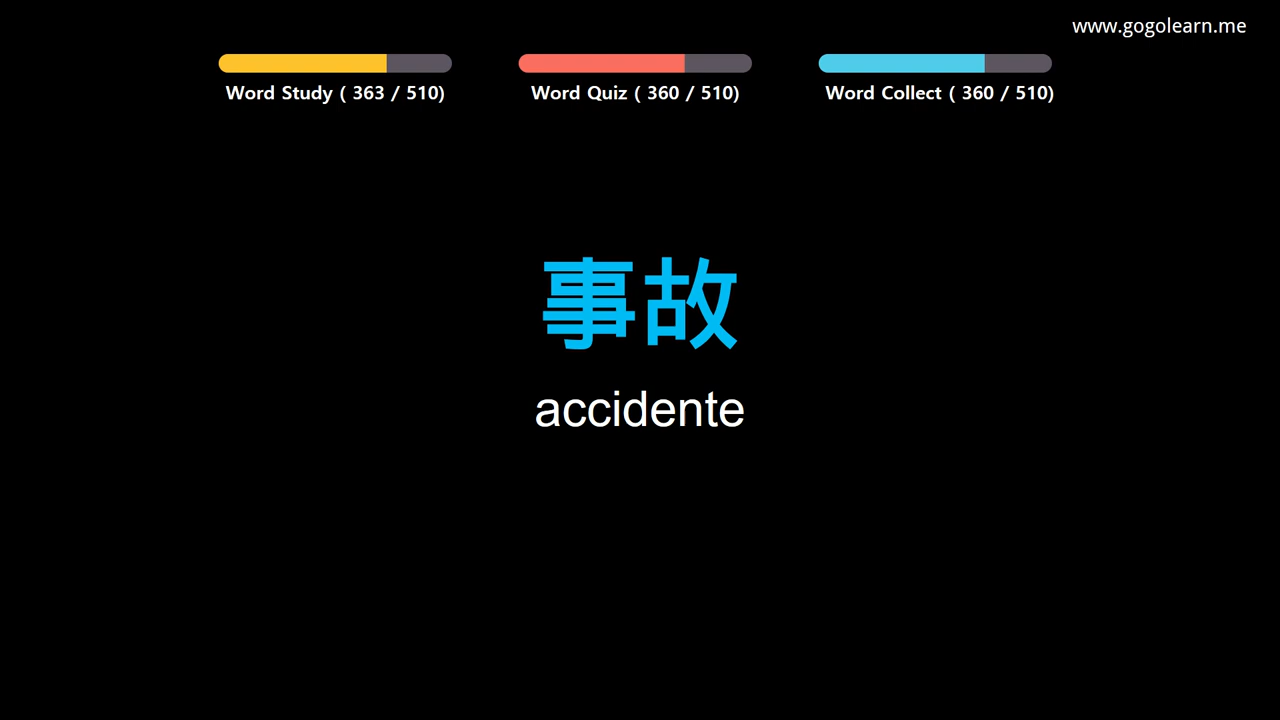 www.gogolearn.me
Word Study ( 363 / 510)
Word Quiz ( 360 / 510)
Word Collect ( 360 / 510)
事故
accidente